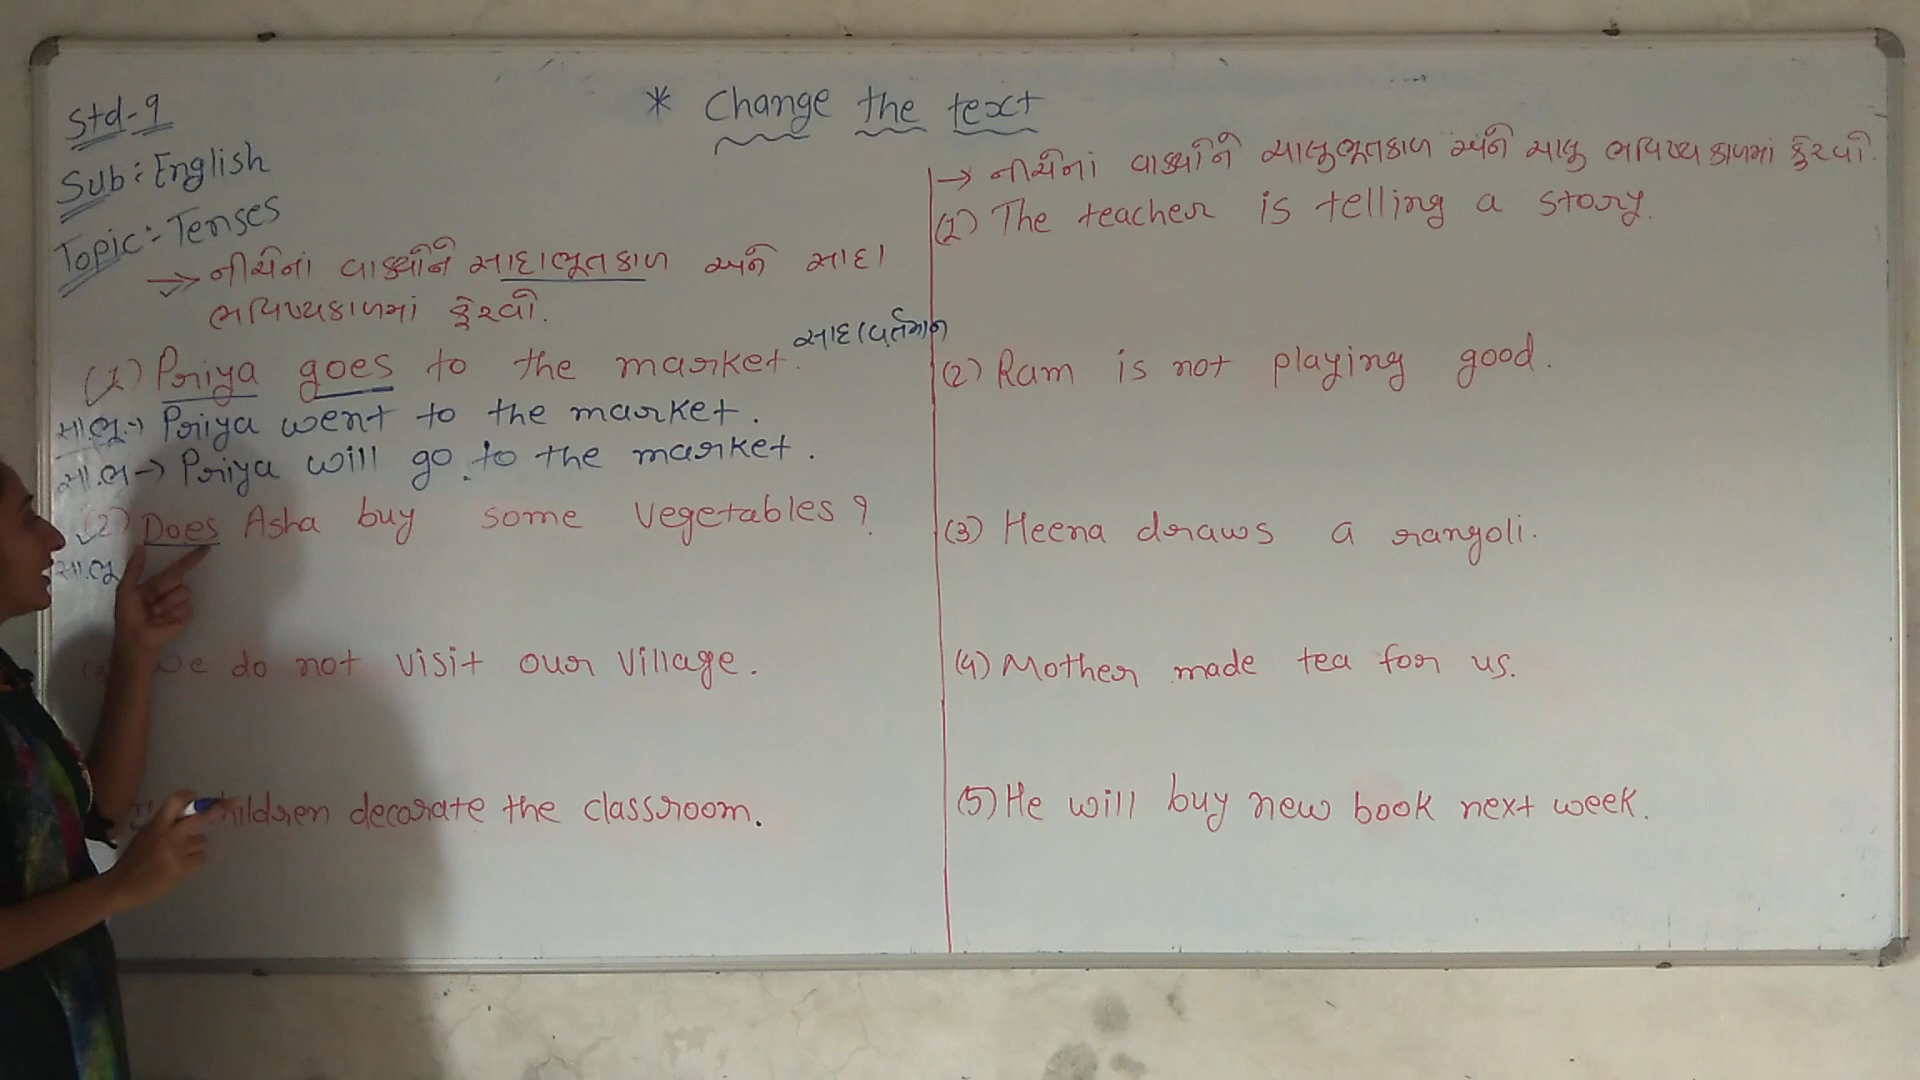 Std-9
* Change the text
Sub: English
Topic:- Tenses
→ નીચેનાં વાક્યોને સાદાભૂતકાળ અને સાદા
ભવિષ્યકાળમાં ફેરવો.
(1) Priya goes to the market. સાદાવર્તમાન
સા.ભૂ.→ Priya went to the market.
સા.ભ→ Priya will go to the market.
(2) Does Asha buy some vegetables?
સા.ભૂ
do not visit our village.
decorate the classroom.
→ નીચેનાં વાક્યોને ચાલુભૂતકાળ અને ચાલુ ભવિષ્યકાળમાં ફેરવો.
(1) The teacher is telling a story.
(2) Ram is not playing good.
(3) Heena draws a rangoli.
(4) Mother made tea for us.
(5) He will buy new book next week.